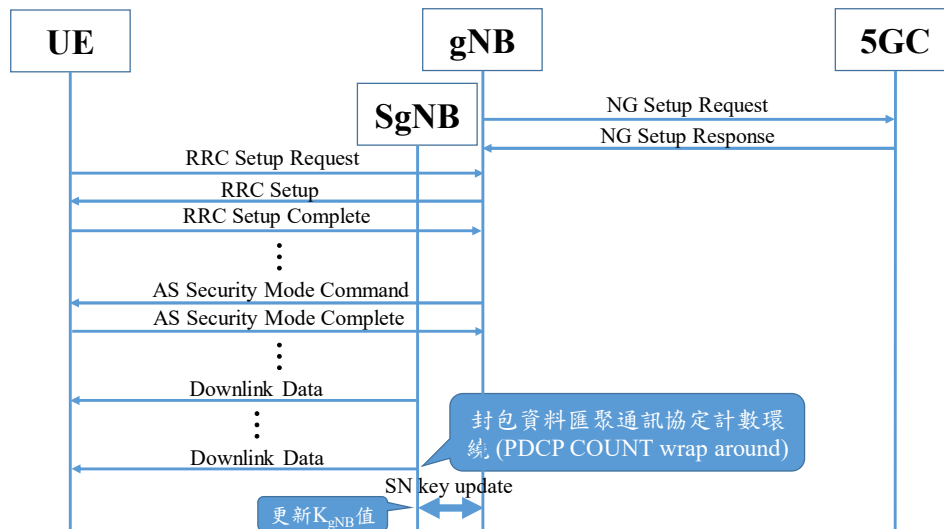 UE
gNB
5GC
SgNB
NG Setup Request
NG Setup Response
RRC Setup Request
RRC Setup
RRC Setup Complete
AS Security Mode Command
AS Security Mode Complete
Downlink Data
封包資料匯聚通訊協定計數環
繞 (PDCP COUNT wrap around)
Downlink Data
SN key update
更新KgNB值